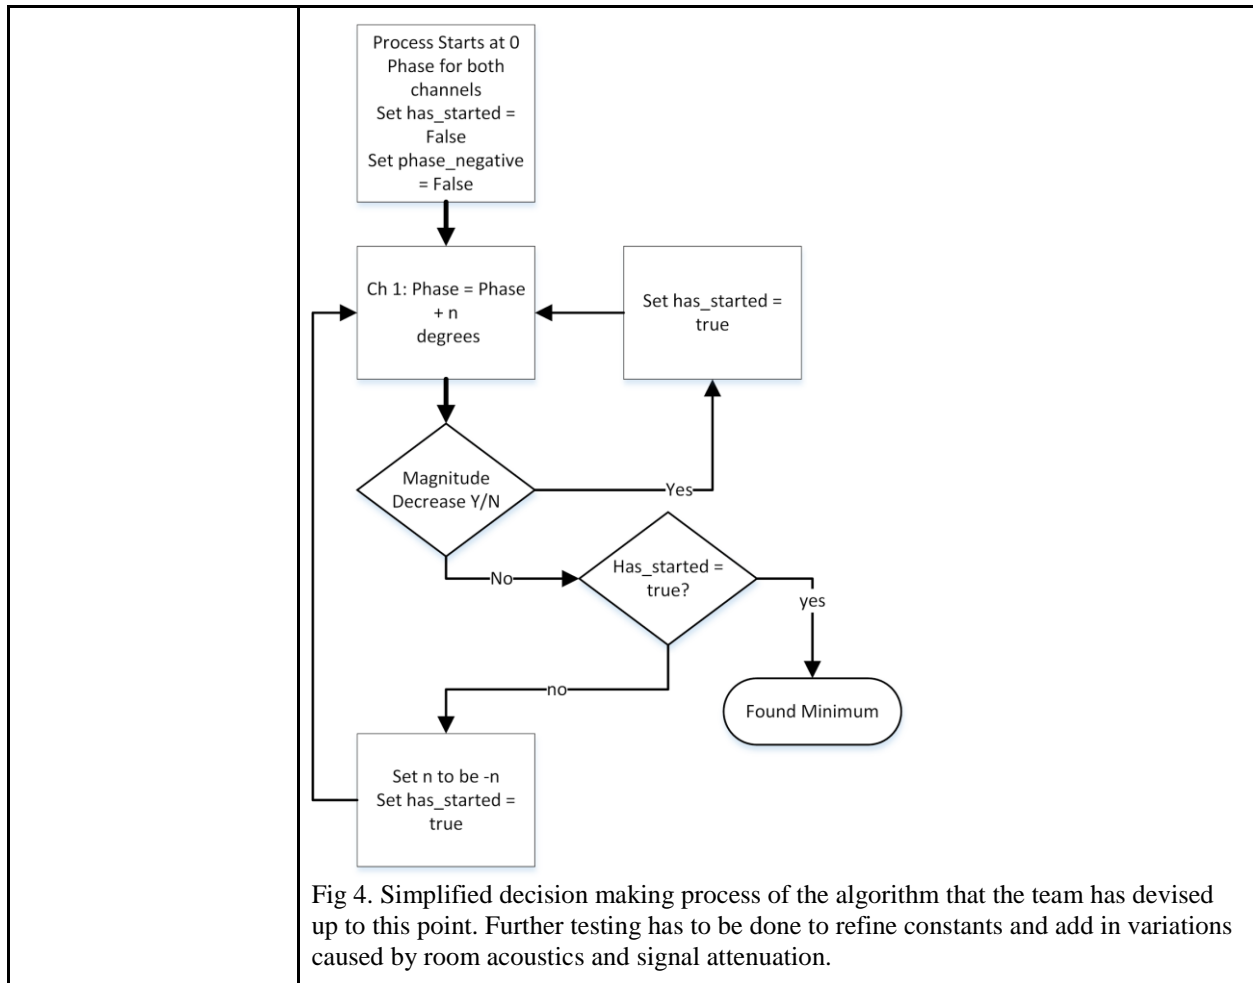 Process Starts at 0
Phase for both
channels
Set has_started =
False
Set phase_negative
= False
Ch 1: Phase = Phase
+ n
degrees
Set has_started =
true
Magnitude
Decrease Y/N
Yes
No
Has_started =
true?
yes
no
Found Minimum
Set n to be -n
Set has_started =
true
Fig 4. Simplified decision making process of the algorithm that the team has devised
up to this point. Further testing has to be done to refine constants and add in variations
caused by room acoustics and signal attenuation.